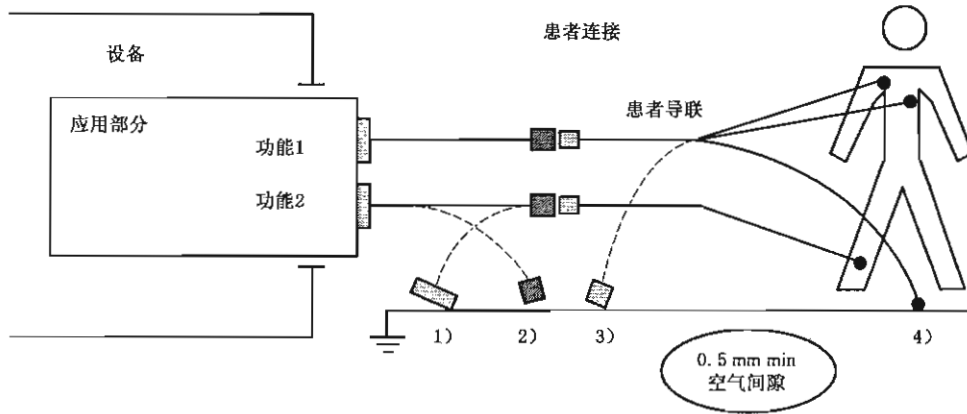 患者连接
设备
患者导联
应用部分
功能1
功能2
1)
2)
3)
4)
0.5 mm min
空气间隙